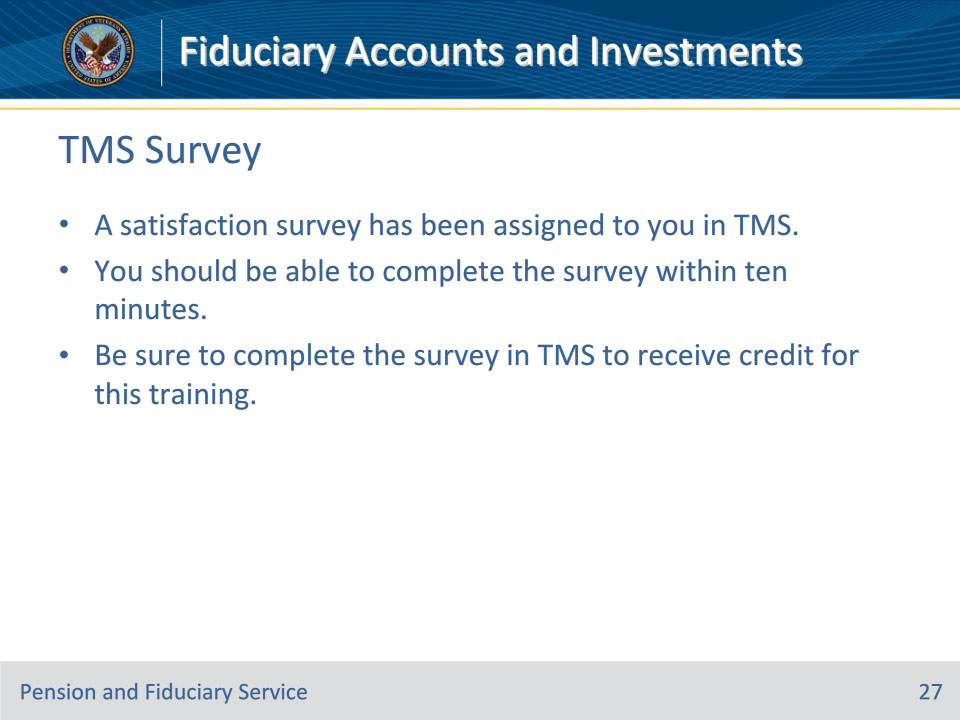 Fiduciary Accounts and Investments
TMS Survey
• A satisfaction survey has been assigned to you in TMS.
• You should be able to complete the survey within ten
minutes.
• Be sure to complete the survey in TMS to receive credit for
this training.
Pension and Fiduciary Service
27